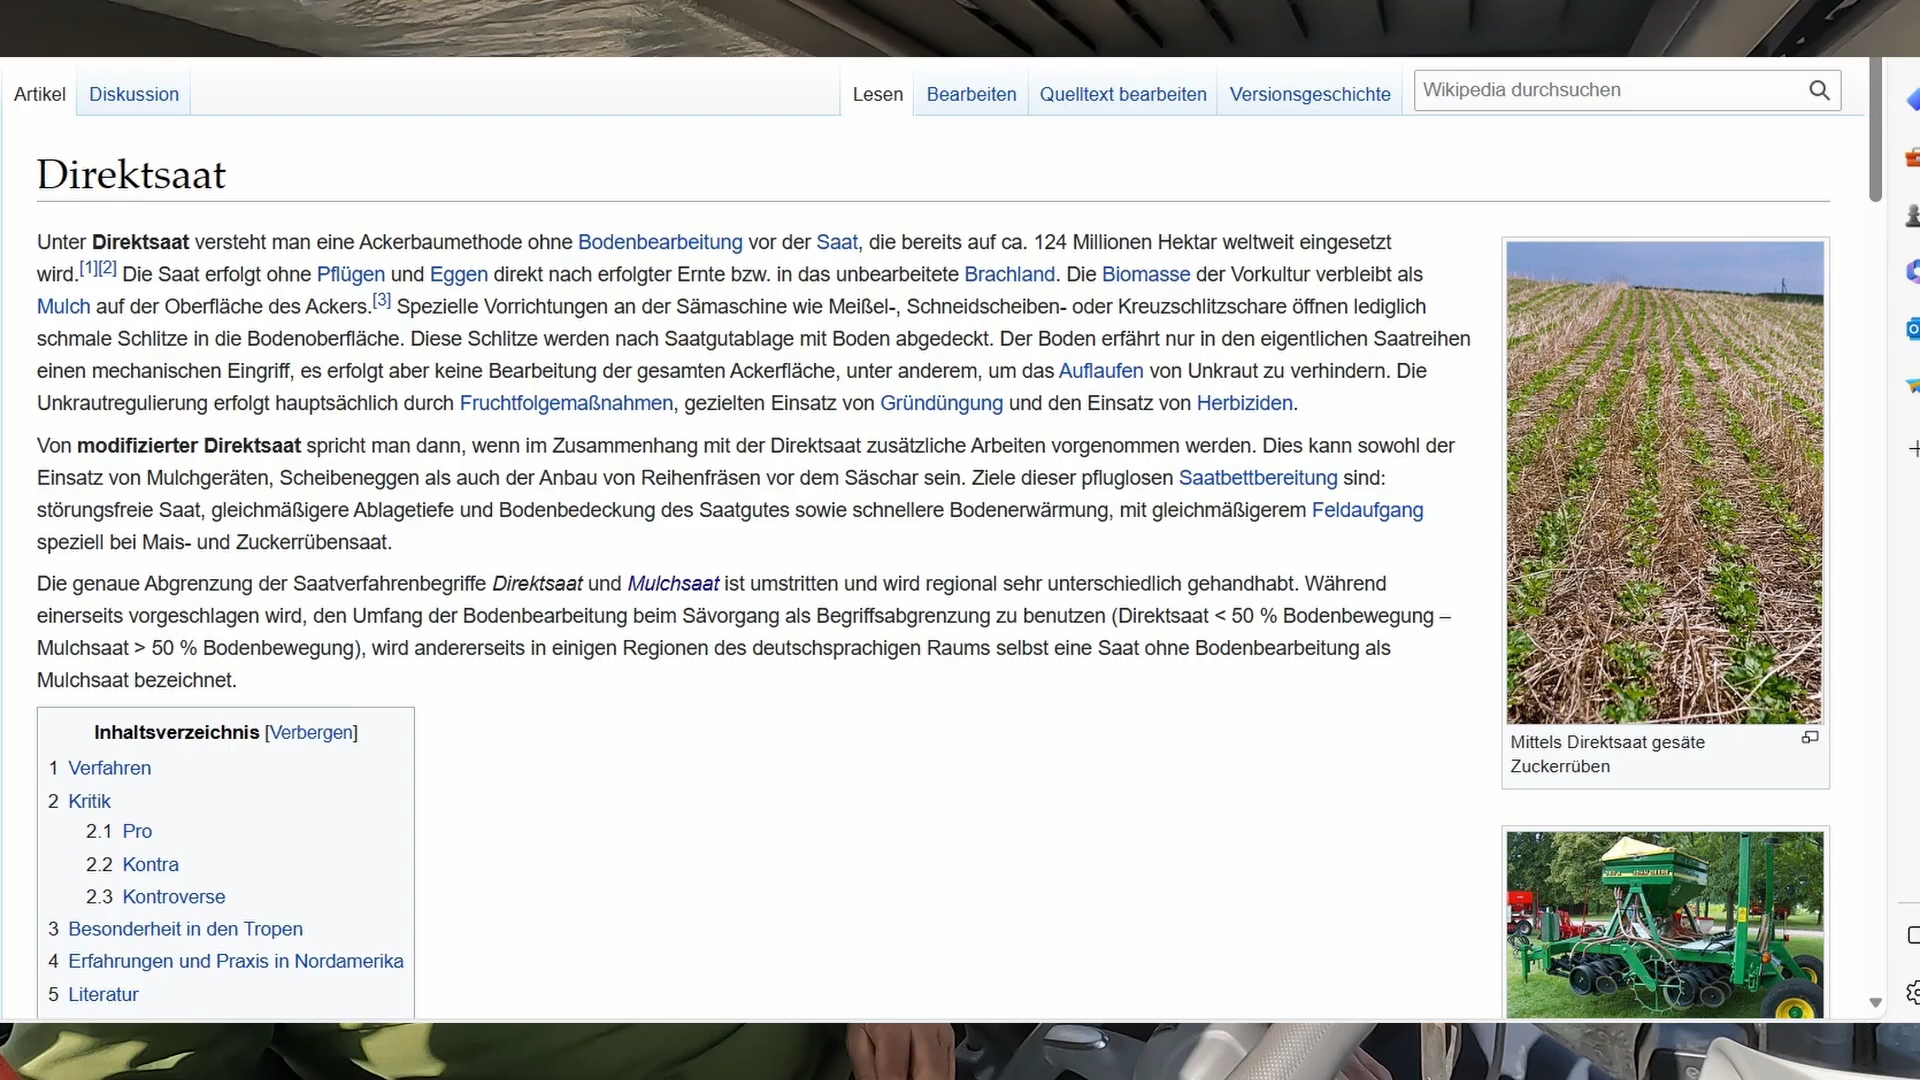 Artikel
Diskussion
Lesen
Bearbeiten
Quelltext bearbeiten
Versionsgeschichte
Wikipedia durchsuchen
Direktsaat
Unter Direktsaat versteht man eine Ackerbaumethode ohne Bodenbearbeitung vor der Saat, die bereits auf ca. 124 Millionen Hektar weltweit eingesetzt
wird.[1][2] Die Saat erfolgt ohne Pflügen und Eggen direkt nach erfolgter Ernte bzw. in das unbearbeitete Brachland. Die Biomasse der Vorkultur verbleibt als
Mulch auf der Oberfläche des Ackers.[3] Spezielle Vorrichtungen an der Sämaschine wie Meißel-, Schneidscheiben- oder Kreuzschlitzschare öffnen lediglich
schmale Schlitze in die Bodenoberfläche. Diese Schlitze werden nach Saatgutablage mit Boden abgedeckt. Der Boden erfährt nur in den eigentlichen Saatreihen
einen mechanischen Eingriff, es erfolgt aber keine Bearbeitung der gesamten Ackerfläche, unter anderem, um das Auflaufen von Unkraut zu verhindern. Die
Unkrautregulierung erfolgt hauptsächlich durch Fruchtfolgemaßnahmen, gezielten Einsatz von Gründüngung und den Einsatz von Herbiziden.
Von modifizierter Direktsaat spricht man dann, wenn im Zusammenhang mit der Direktsaat zusätzliche Arbeiten vorgenommen werden. Dies kann sowohl der
Einsatz von Mulchgeräten, Scheibeneggen als auch der Anbau von Reihenfräsen vor dem Säschar sein. Ziele dieser pfluglosen Saatbettbereitung sind:
störungsfreie Saat, gleichmäßigere Ablagetiefe und Bodenbedeckung des Saatgutes sowie schnellere Bodenerwärmung, mit gleichmäßigerem Feldaufgang
speziell bei Mais- und Zuckerrübensaat.
Die genaue Abgrenzung der Saatverfahrenbegriffe Direktsaat und Mulchsaat ist umstritten und wird regional sehr unterschiedlich gehandhabt. Während
einerseits vorgeschlagen wird, den Umfang der Bodenbearbeitung beim Sävorgang als Begriffsabgrenzung zu benutzen (Direktsaat < 50 % Bodenbewegung –
Mulchsaat > 50 % Bodenbewegung), wird andererseits in einigen Regionen des deutschsprachigen Raums selbst eine Saat ohne Bodenbearbeitung als
Mulchsaat bezeichnet.
Mittels Direktsaat gesäte
Zuckerrüben
Inhaltsverzeichnis [Verbergen]
1 Verfahren
2 Kritik
2.1 Pro
2.2 Kontra
2.3 Kontroverse
3 Besonderheit in den Tropen
4 Erfahrungen und Praxis in Nordamerika
5 Literatur